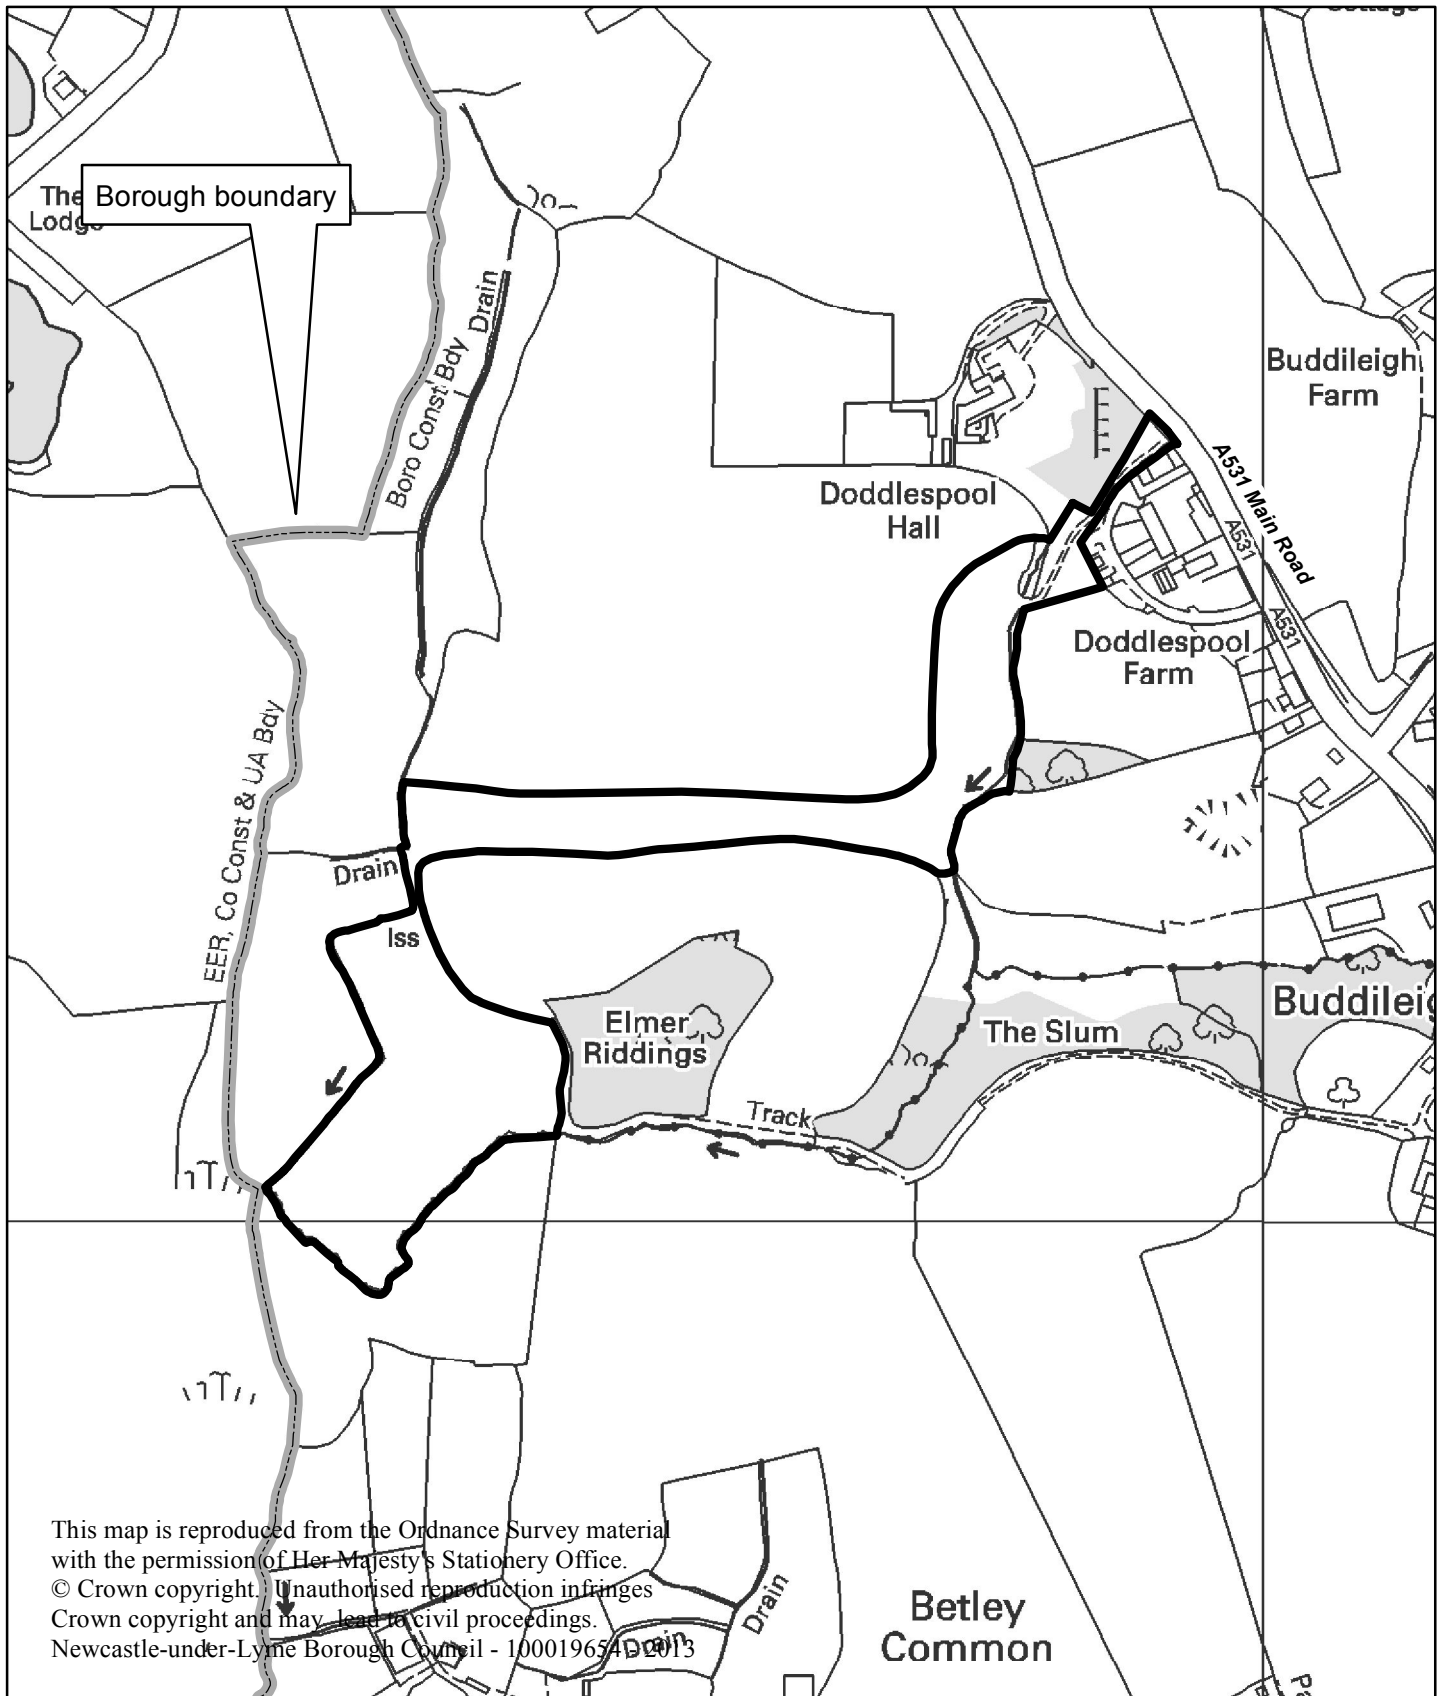 Cottage
The
Lodge
Borough boundary
Drain
Boro Const Bdy
Buddileigh
Farm
Doddlespool
Hall
A531 Main Road
A531
A531
Doddlespool
Farm
EER, Co Const & UA Bdy
Drain
Iss
Elmer
Riddings
The Slum
Buddileig
Track
This map is reproduced from the Ordnance Survey material
with the permission of Her Majesty's Stationery Office.
© Crown copyright. Unauthorised reproduction infringes
Crown copyright and may lead to civil proceedings.
Newcastle-under-Lyme Borough Council - 100019654 - 2013
Drain
Drain
Betley
Common